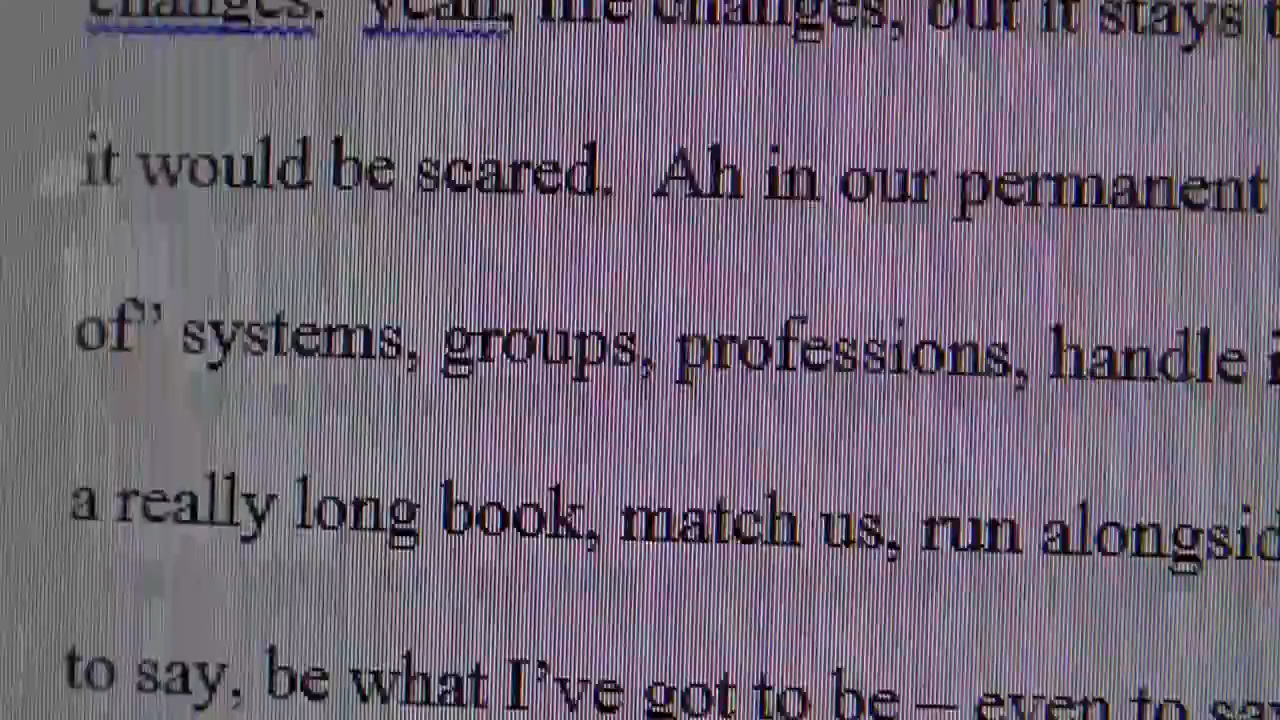 changes. yeah, life changes, but it stays
it would be scared. Ah in our permanent
of” systems, groups, professions, handle
a really long book, match us, run alongsid
to say, be what I’ve got to be – even to say